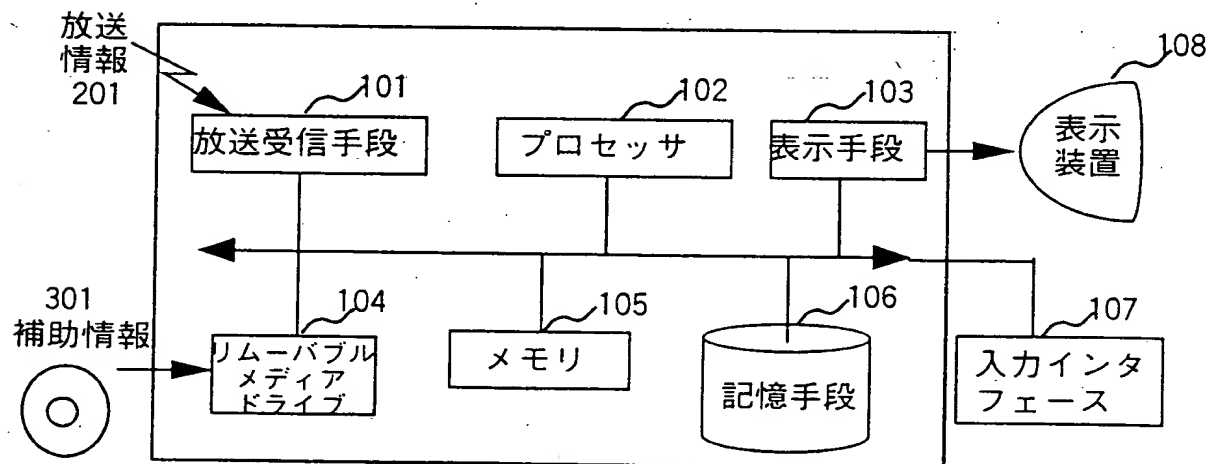 放送
情報
201
101
放送受信手段
102
プロセッサ
103
表示手段
108
表示
装置
301
補助情報
104
リムーバブル
メディア
ドライブ
105
メモリ
106
記憶手段
107
入力インタ
フェース